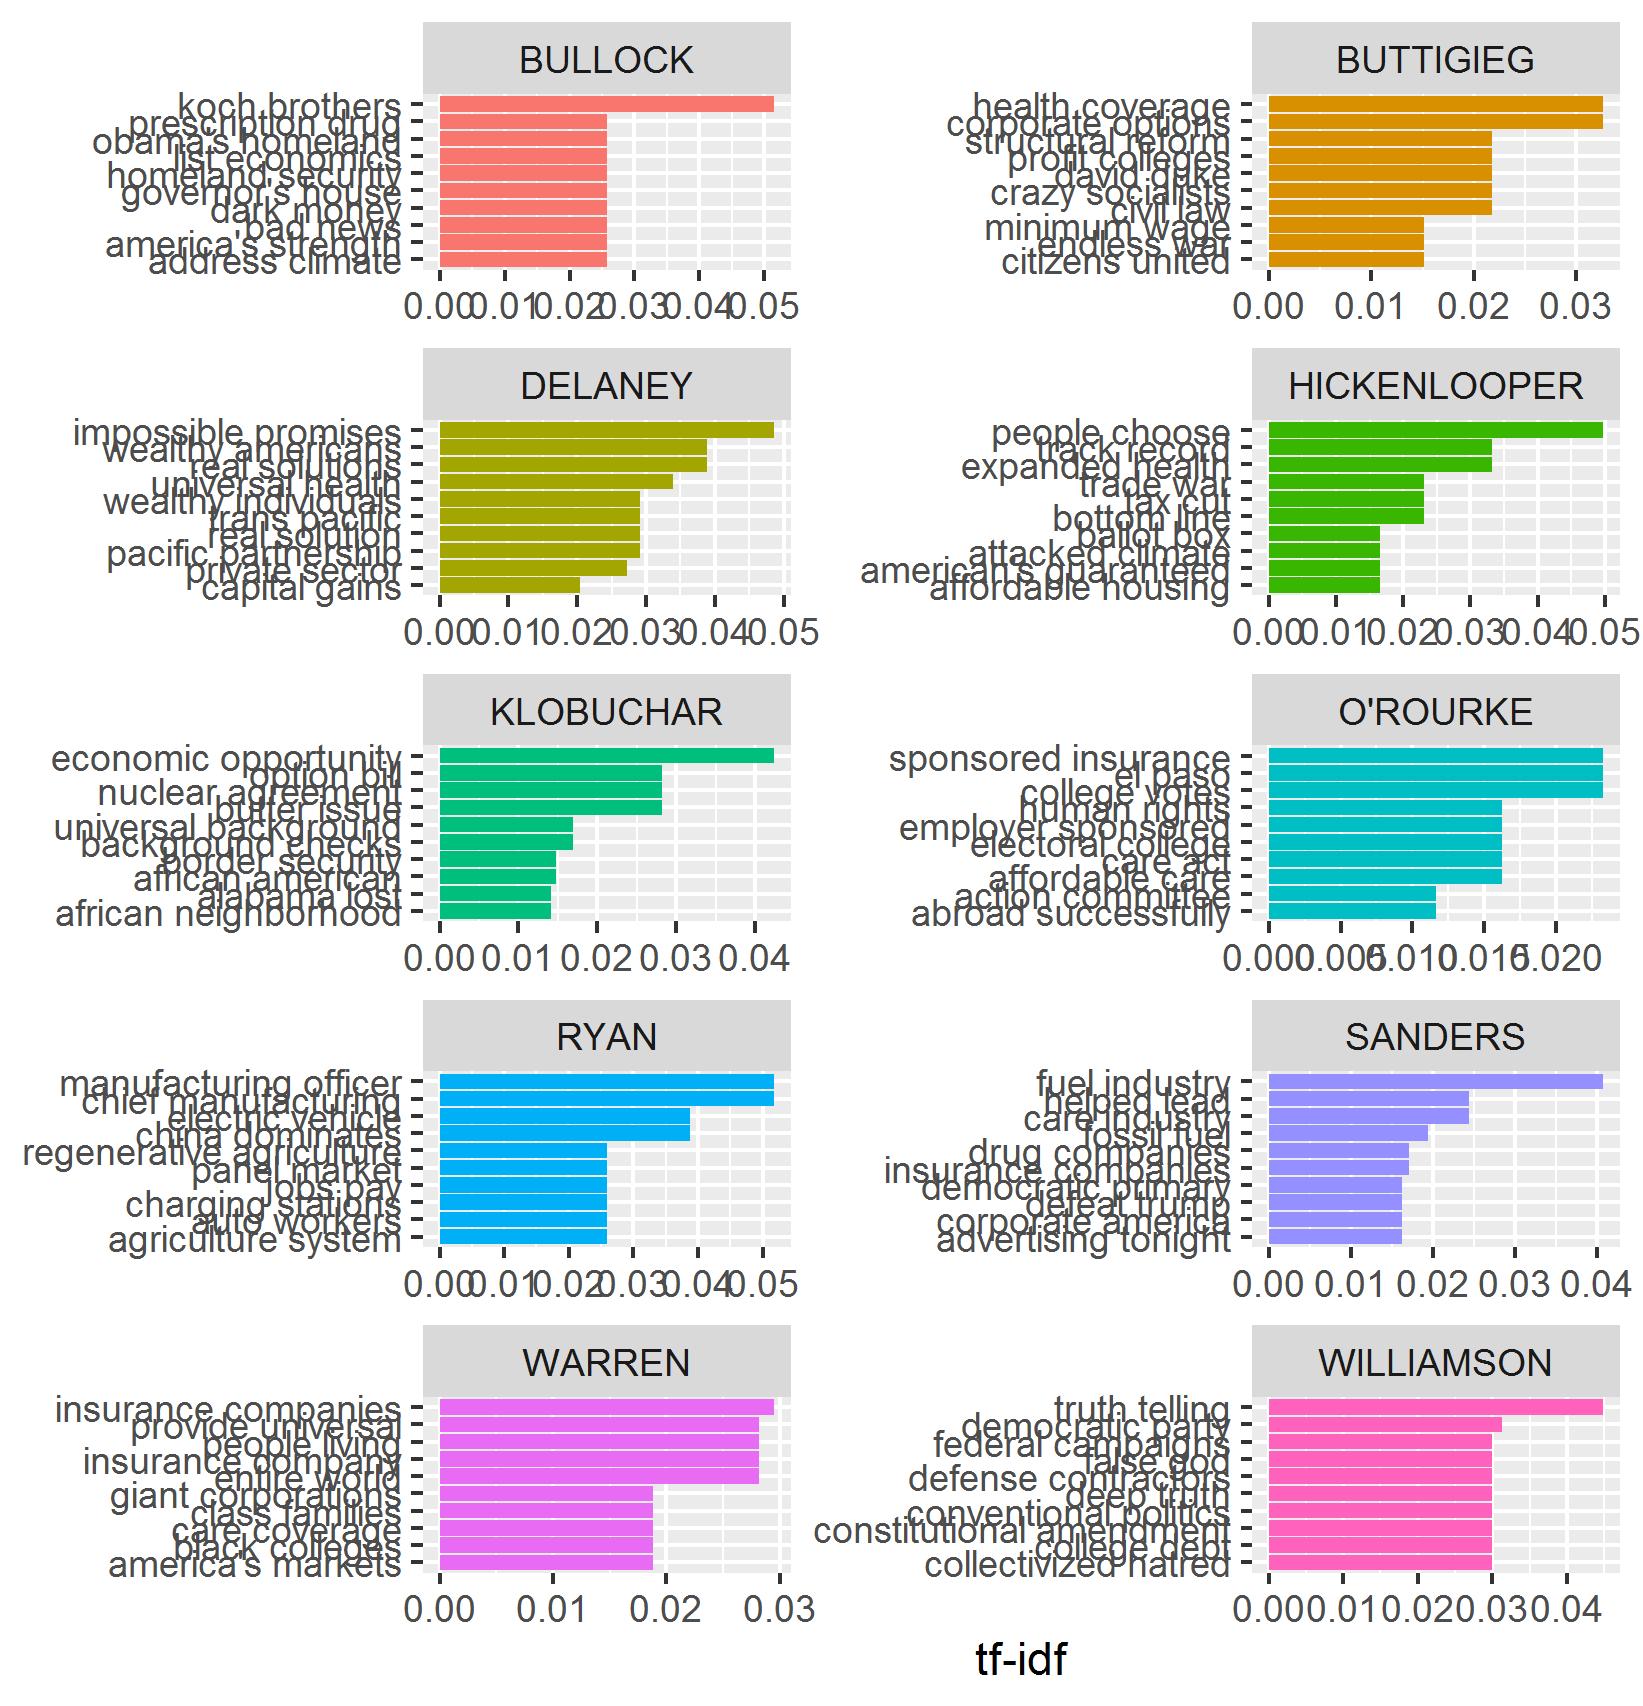 BULLOCK
koch brothers
prescription drug
obama's homeland
list economics
homeland security
governor's house
dark money
bad news
america's strength
address climate
0.00 0.01 0.02 0.03 0.04 0.05
BUTTIGIEG
health coverage
corporate options
structural reform
profit colleges
david duke
crazy socialists
civil law
minimum wage
endless war
citizens united
0.00 0.01 0.02 0.03
DELANEY
impossible promises
wealthy americans
real solutions
universal health
wealthy individuals
trans pacific
real solution
pacific partnership
private sector
capital gains
0.00 0.01 0.02 0.03 0.04 0.05
HICKENLOOPER
people choose
track record
expanded health
trade war
tax cut
bottom line
ballot box
attacked climate
american's guaranteed
affordable housing
0.00 0.01 0.02 0.03 0.04 0.05
KLOBUCHAR
economic opportunity
option bill
nuclear agreement
butter issue
universal background
background checks
border security
african american
alabama lost
african neighborhood
0.00 0.01 0.02 0.03 0.04
O'ROURKE
sponsored insurance
el paso
college votes
human rights
employer sponsored
electoral college
care act
affordable care
action committee
abroad successfully
0.000 0.005 0.010 0.015 0.020
RYAN
manufacturing officer
chief manufacturing
electric vehicle
china dominates
regenerative agriculture
panel market
jobs pay
charging stations
auto workers
agriculture system
0.00 0.01 0.02 0.03 0.04 0.05
SANDERS
fuel industry
helped lead
care industry
fossil fuel
drug companies
insurance companies
democratic primary
defeat trump
corporate america
advertising tonight
0.00 0.01 0.02 0.03 0.04
WARREN
insurance companies
provide universal
people living
insurance company
entire world
giant corporations
class families
care coverage
black colleges
america's markets
0.00 0.01 0.02 0.03
WILLIAMSON
truth telling
democratic party
federal campaigns
false god
defense contractors
deep truth
conventional politics
constitutional amendment
college debt
collectivized hatred
0.00 0.01 0.02 0.03 0.04
tf-idf